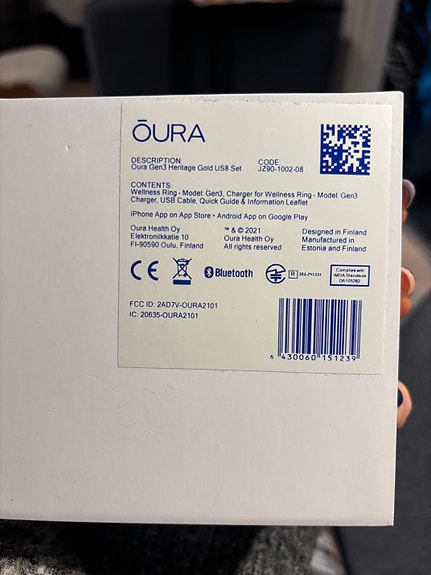 ŌURA
DESCRIPTION: CODE
Oura Gen3 Heritage Gold US8 Set JZ90-1002-08
CONTENTS:
Wellness Ring - Model: Gen3, Charger for Wellness Ring - Model: Gen3
Charger, USB Cable, Quick Guide & Information Leaflet
iPhone App on App Store • Android App on Google Play
Oura Health Oy
Elektroniikkatie 10
FI-90590 Oulu, Finland
™ & © 2021
Oura Health Oy
All rights reserved
Designed in Finland
Manufactured in
Estonia and Finland
CE
Bluetooth
R
Complies with
IMDA Standards
DA105282
FCC ID: 2AD7V-OURA2101
IC: 20635-OURA2101
6 430060 151239